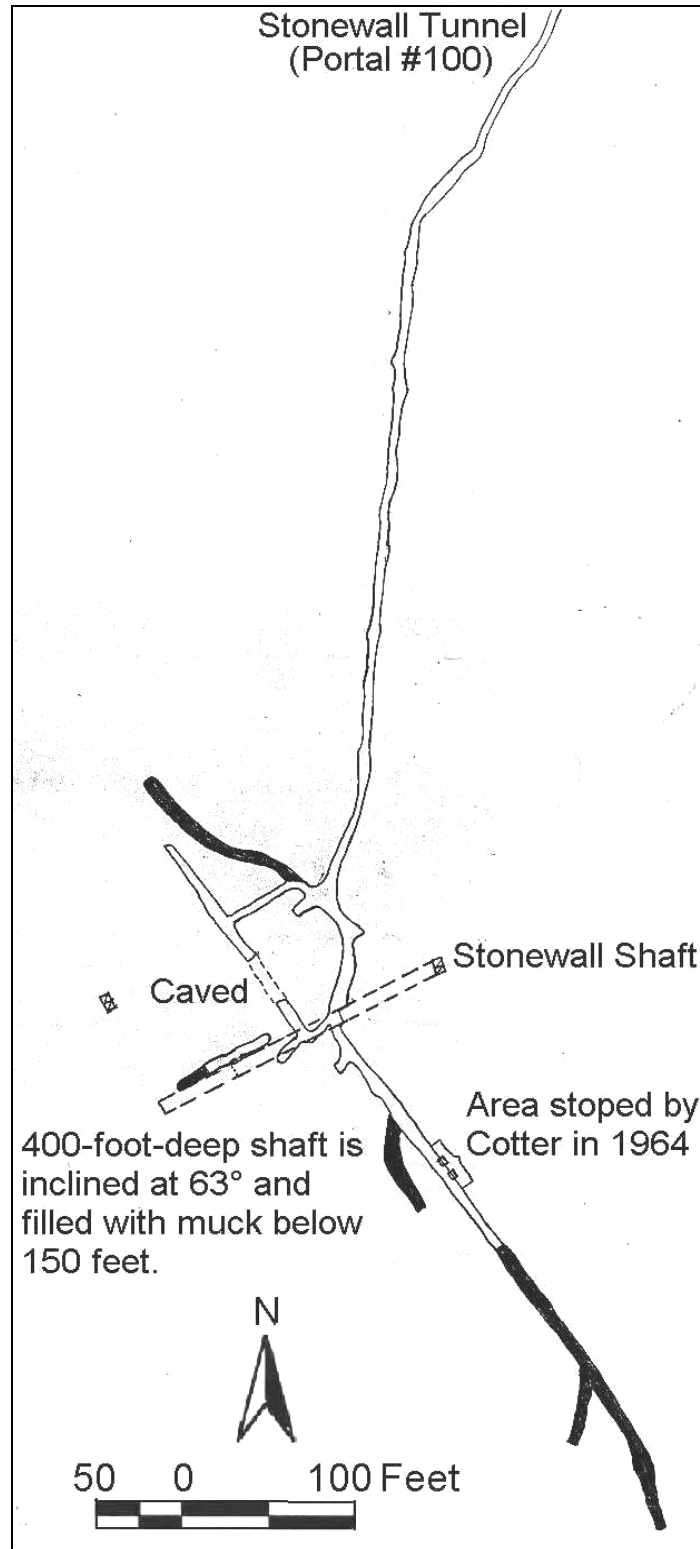 Stonewall Tunnel
(Portal #100)
Stonewall Shaft
Caved
Area stoped by
Cotter in 1964
400-foot-deep shaft is
inclined at 63° and
filled with muck below
150 feet.
N
50 0 100 Feet